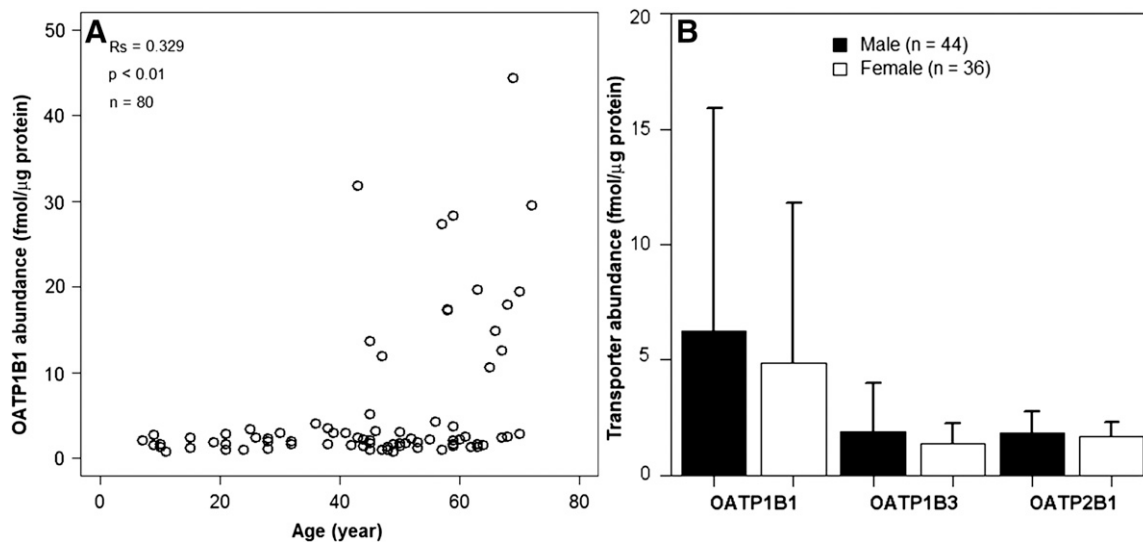 A
Rs = 0.329
p < 0.01
n = 80
OATP1B1 abundance (fmol/μg protein)
50
40
30
20
10
0
0 20 40 60 80
Age (year)
B
Male (n = 44)
Female (n = 36)
Transporter abundance (fmol/μg protein)
20
15
10
5
0
OATP1B1 OATP1B3 OATP2B1